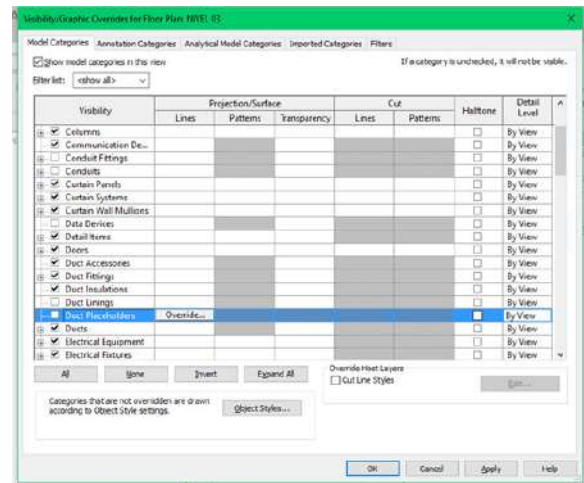 Visibility/Graphic Overrides for Floor Plan: NIVEL 03
Model Categories Annotation Categories Analytical Model Categories Imported Categories Filters
Show model categories in this view
If a category is unchecked, it will not be visible.
Filter list: <show all>
Visibility Projection/Surface Cut Halftone Detail Level
Lines Patterns Transparency Lines Patterns
Columns By View
Communication De... By View
Conduit Fittings By View
Conduits By View
Curtain Panels By View
Curtain Systems By View
Curtain Wall Mullions By View
Data Devices By View
Detail Items By View
Doors By View
Duct Accessories By View
Duct Fittings By View
Duct Insulations By View
Duct Linings By View
Duct Placeholders Override... By View
Ducts By View
Electrical Equipment By View
Electrical Fixtures By View
All None Invert Expand All
Override Host Layers
Cut Line Styles Edit...
Categories that are not overridden are drawn
according to Object Style settings.
Object Styles...
OK Cancel Apply Help